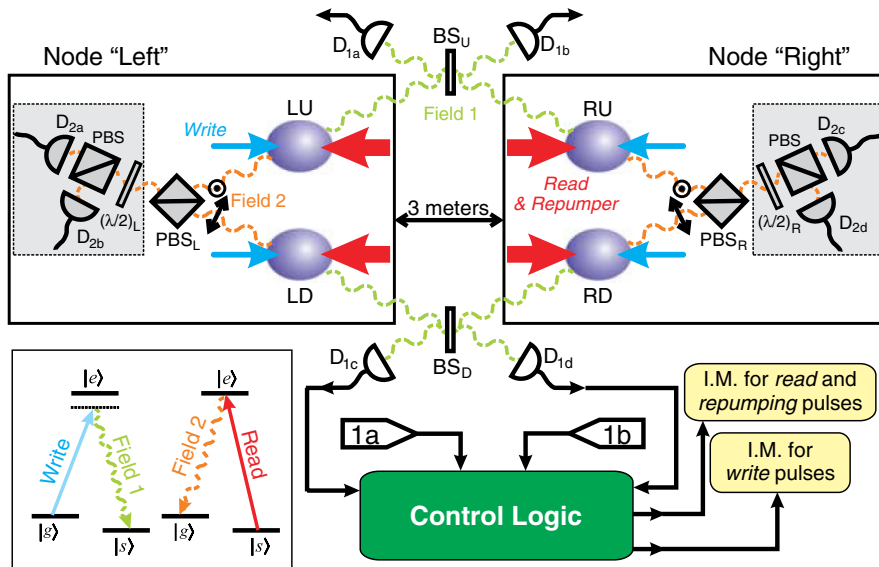 Node “Left”
D1a
BSU
D1b
Node “Right”
D2a
PBS
Write
LU
Field 1
RU
PBS
D2c
Field 2
3 meters
Read
& Repumper
D2b
(λ/2)L
PBSL
PBSR
(λ/2)R
D2d
LD
RD
D1c
BSD
D1d
|e⟩
|e⟩
Write
Field 1
Field 2
Read
|g⟩
|s⟩
|g⟩
|s⟩
1a
1b
Control Logic
I.M. for read and
repumping pulses
I.M. for
write pulses